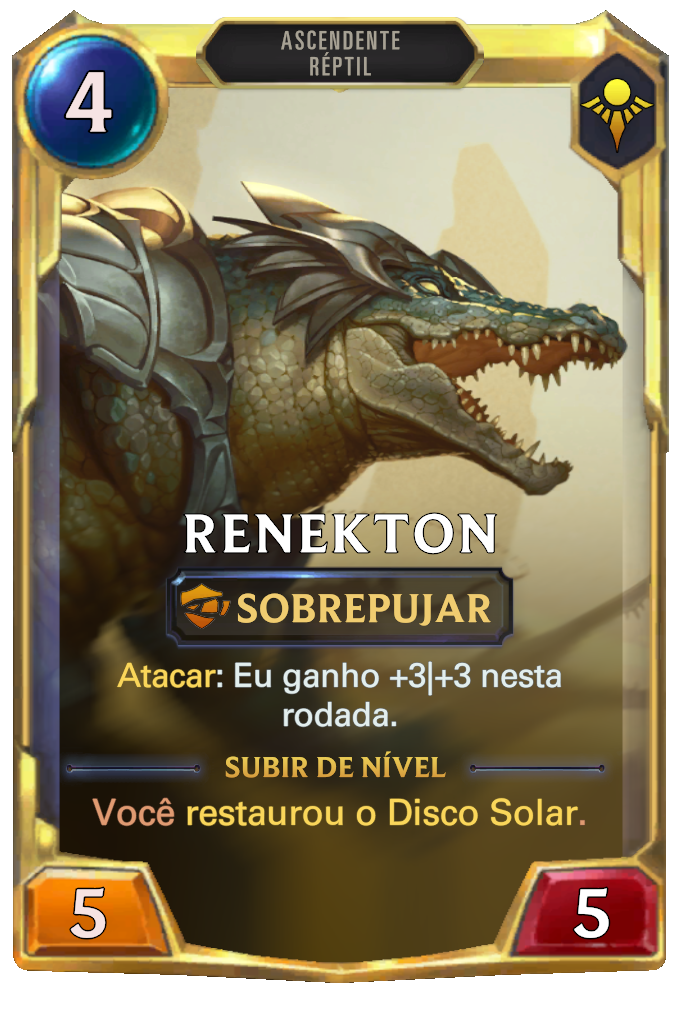 ASCENDENTE
RÉPTIL
4
RENEKTON
SOBREPUJAR
Atacar: Eu ganho +3|+3 nesta
rodada.
SUBIR DE NÍVEL
Você restaurou o Disco Solar.
5
5